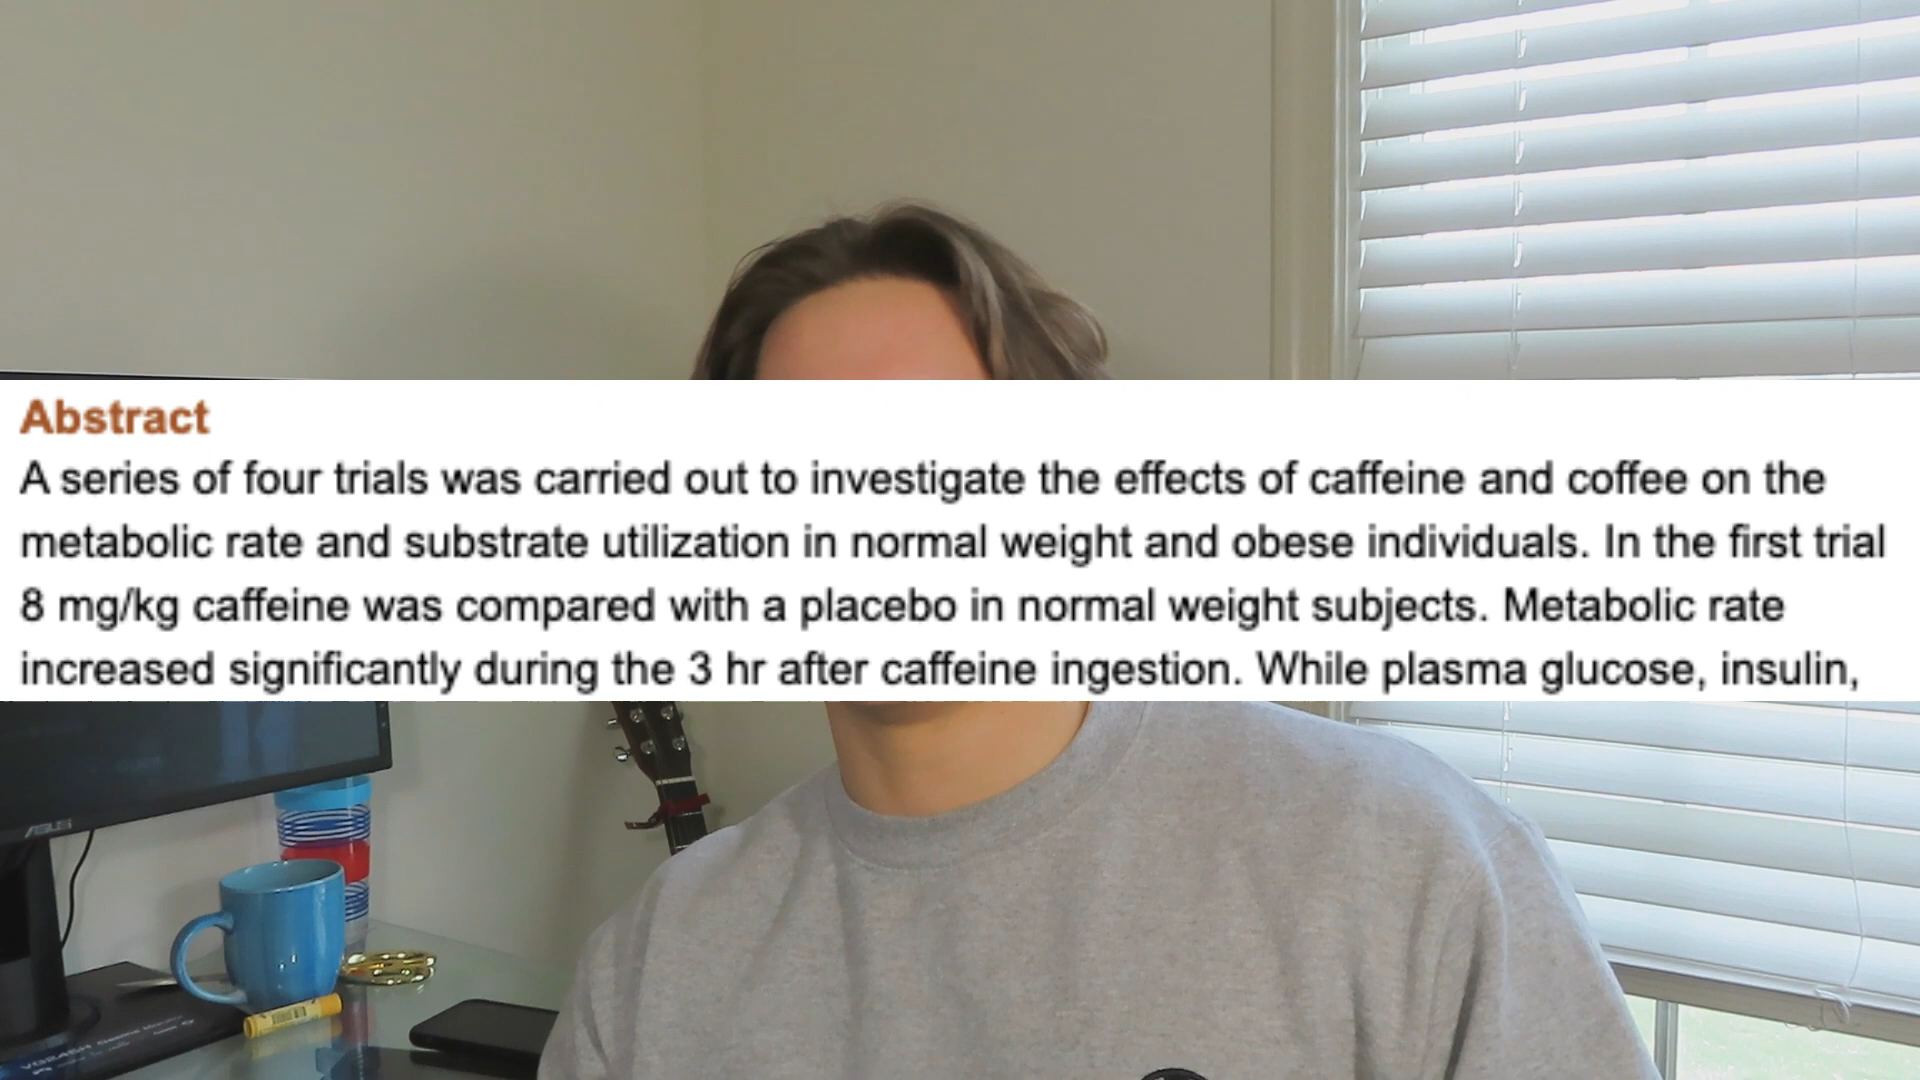 Abstract
A series of four trials was carried out to investigate the effects of caffeine and coffee on the
metabolic rate and substrate utilization in normal weight and obese individuals. In the first trial
8 mg/kg caffeine was compared with a placebo in normal weight subjects. Metabolic rate
increased significantly during the 3 hr after caffeine ingestion. While plasma glucose, insulin,
ASUS